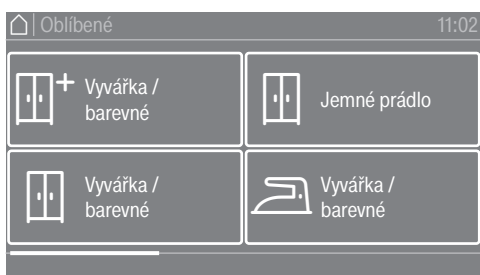 Oblíbené 11:02
Vyvářka /
barevné
Jemné prádlo
Vyvářka /
barevné
Vyvářka /
barevné